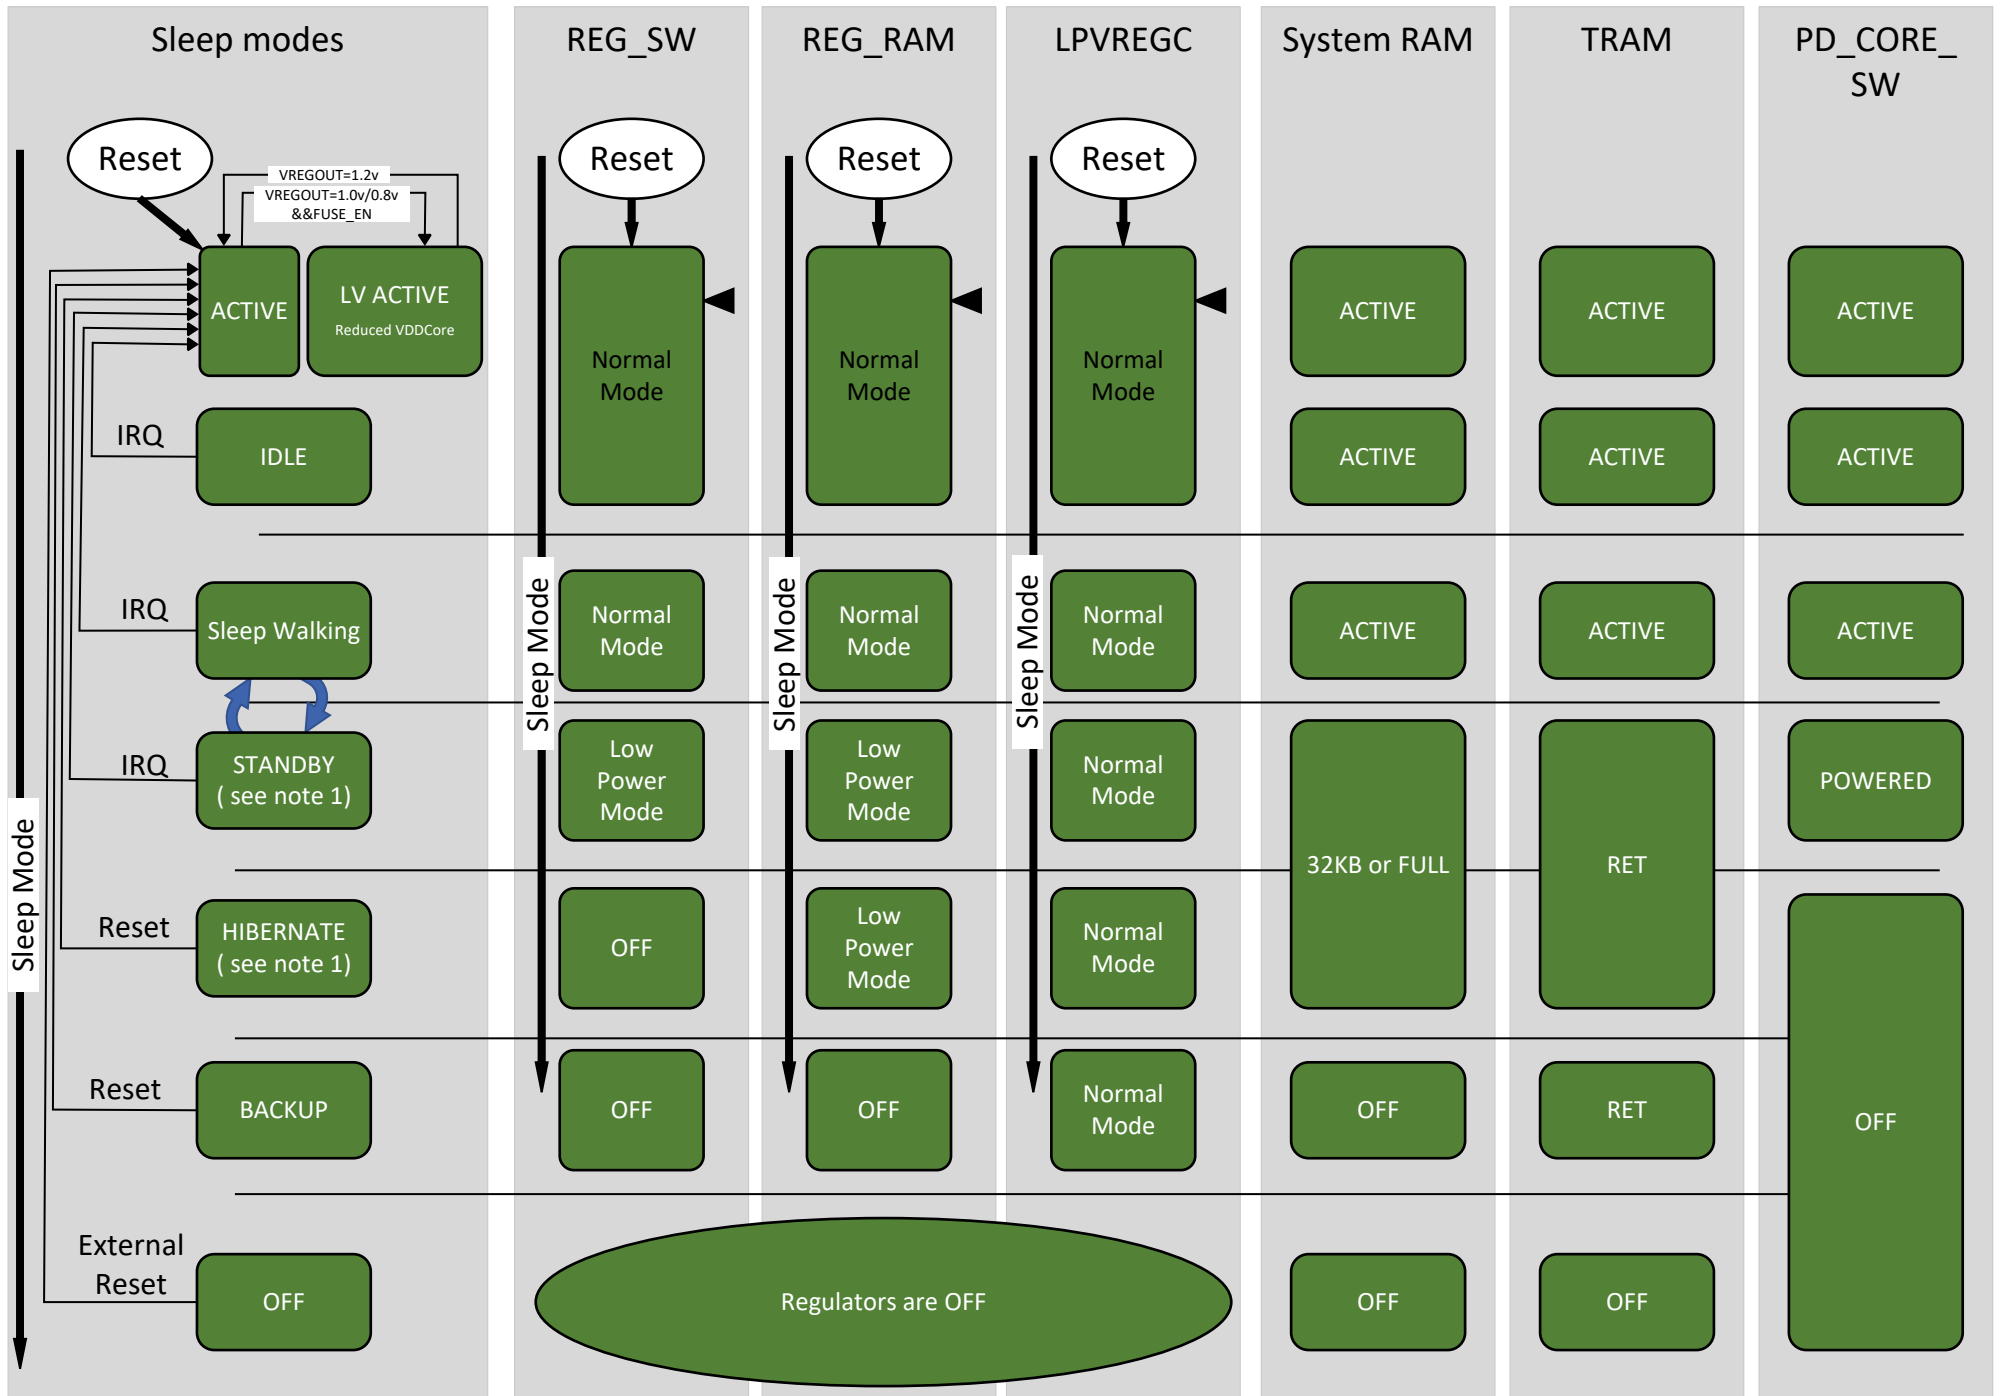 Sleep modes
REG_SW
REG_RAM
LPVREGC
System RAM
TRAM
PD_CORE_
SW
Reset
VREGOUT=1.2v
VREGOUT=1.0v/0.8v
&&FUSE_EN
Reset
Reset
Reset
ACTIVE
LV ACTIVE
Reduced VDDCore
Normal
Mode
Normal
Mode
Normal
Mode
ACTIVE
ACTIVE
ACTIVE
IRQ
IDLE
ACTIVE
ACTIVE
ACTIVE
IRQ
Sleep Walking
Sleep Mode
Normal
Mode
Sleep Mode
Normal
Mode
Sleep Mode
Normal
Mode
ACTIVE
ACTIVE
ACTIVE
IRQ
STANDBY
( see note 1)
Low
Power
Mode
Low
Power
Mode
Normal
Mode
32KB or FULL
RET
POWERED
Sleep Mode
Reset
HIBERNATE
( see note 1)
OFF
Low
Power
Mode
Normal
Mode
Reset
BACKUP
OFF
OFF
Normal
Mode
OFF
RET
OFF
External
Reset
OFF
Regulators are OFF
OFF
OFF